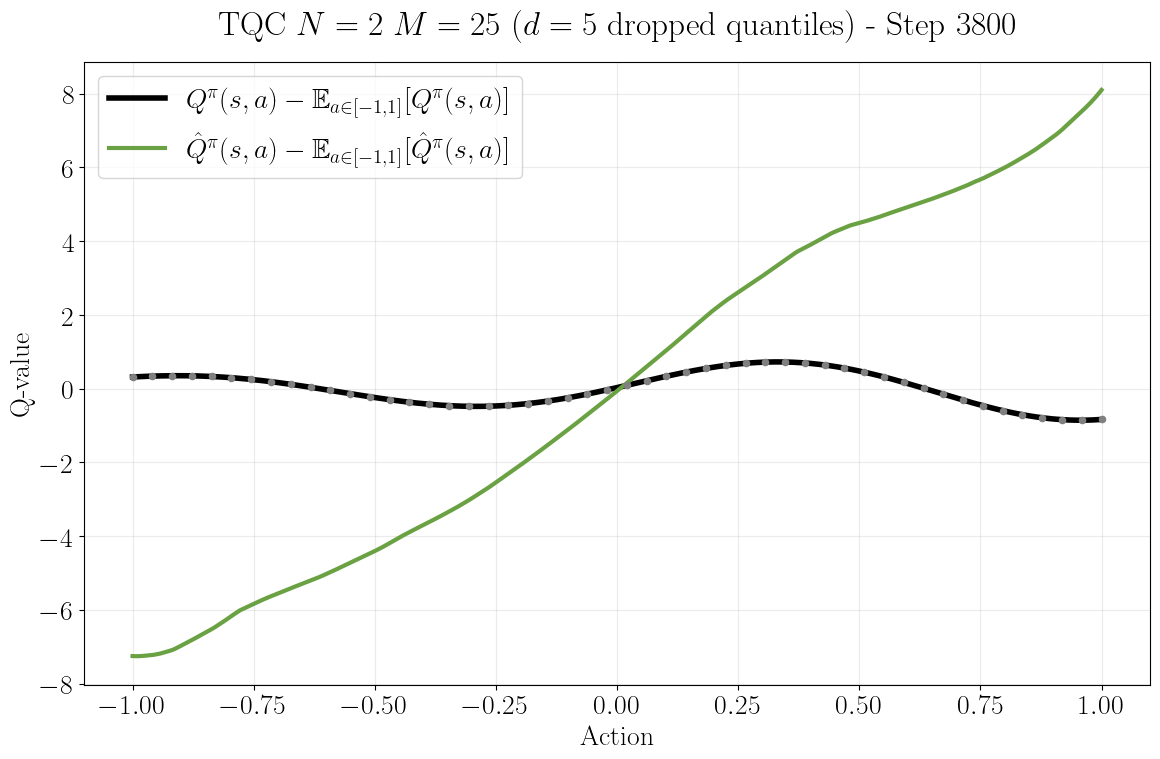 TQC N = 2 M = 25 (d = 5 dropped quantiles) - Step 3800
Q^π(s, a) − 𝔼_{a∈[−1,1]}[Q^π(s, a)]
Q̂^π(s, a) − 𝔼_{a∈[−1,1]}[Q̂^π(s, a)]
8
6
4
2
0
−2
−4
−6
−8
Q-value
−1.00 −0.75 −0.50 −0.25 0.00 0.25 0.50 0.75 1.00
Action